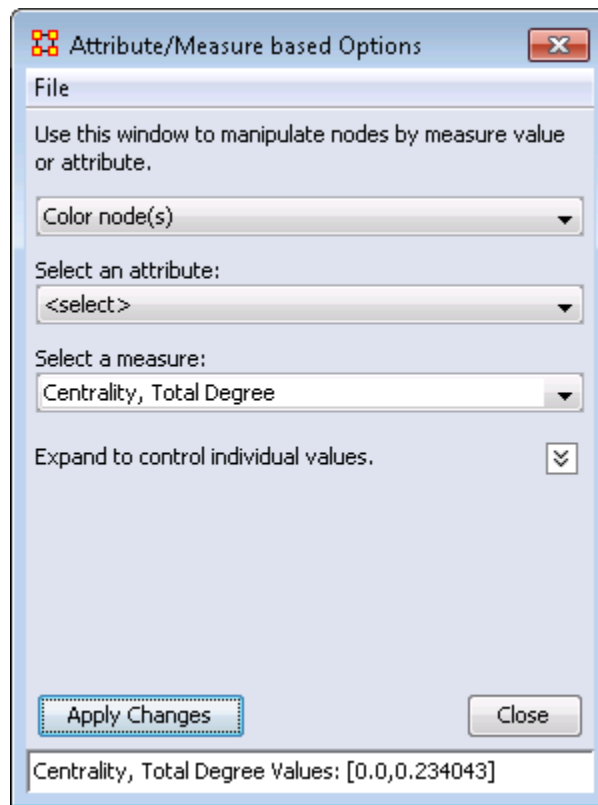 Attribute/Measure based Options
File
Use this window to manipulate nodes by measure value
or attribute.
Color node(s)
Select an attribute:
<select>
Select a measure:
Centrality, Total Degree
Expand to control individual values.
Apply Changes
Close
Centrality, Total Degree Values: [0.0,0.234043]